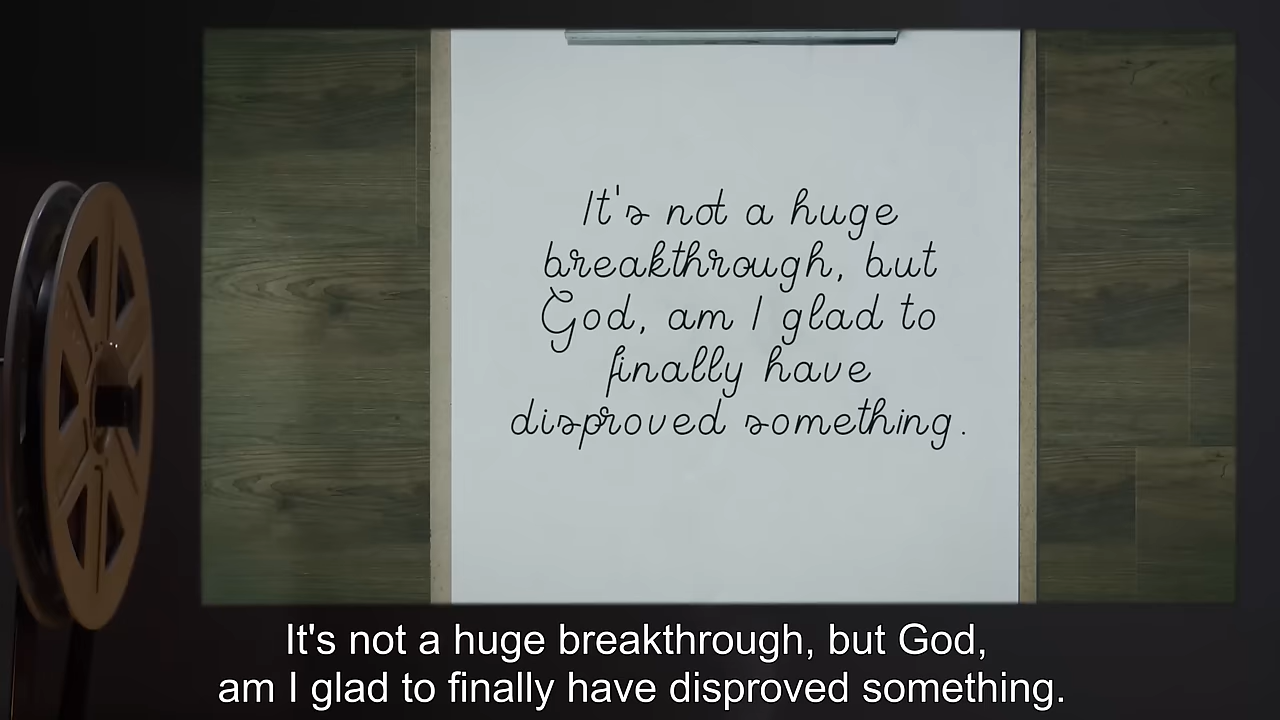 It's not a huge
breakthrough, but
God, am I glad to
finally have
disproved something.
It's not a huge breakthrough, but God,
am I glad to finally have disproved something.